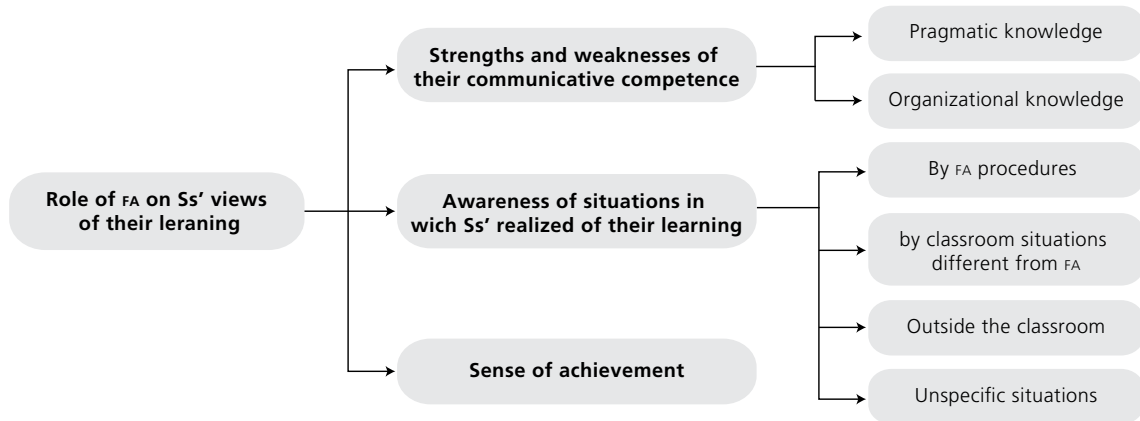 Role of FA on Ss’ views
of their leraning
Strengths and weaknesses of
their communicative competence
Pragmatic knowledge
Organizational knowledge
Awareness of situations in
wich Ss’ realized of their learning
By FA procedures
by classroom situations
different from FA
Outside the classroom
Unspecific situations
Sense of achievement